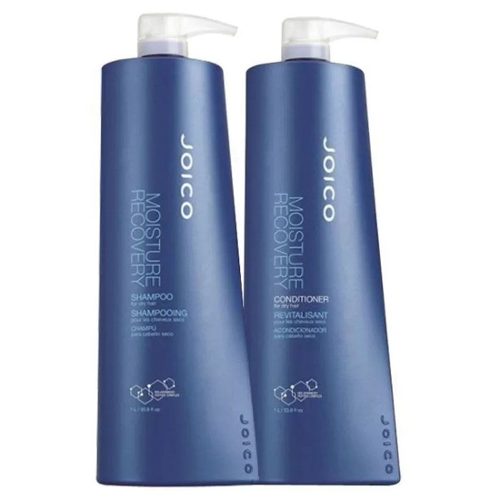 JOICO
MOISTURE
RECOVERY
SHAMPOO
for dry hair
SHAMPOOING
pour les cheveux secs
CHAMPÚ
para cabello seco
JOICO
JOICO
MOISTURE
RECOVERY
CONDITIONER
for dry hair
REVITALISANT
pour les cheveux secs
ACONDICIONADOR
para cabello seco
JOICO